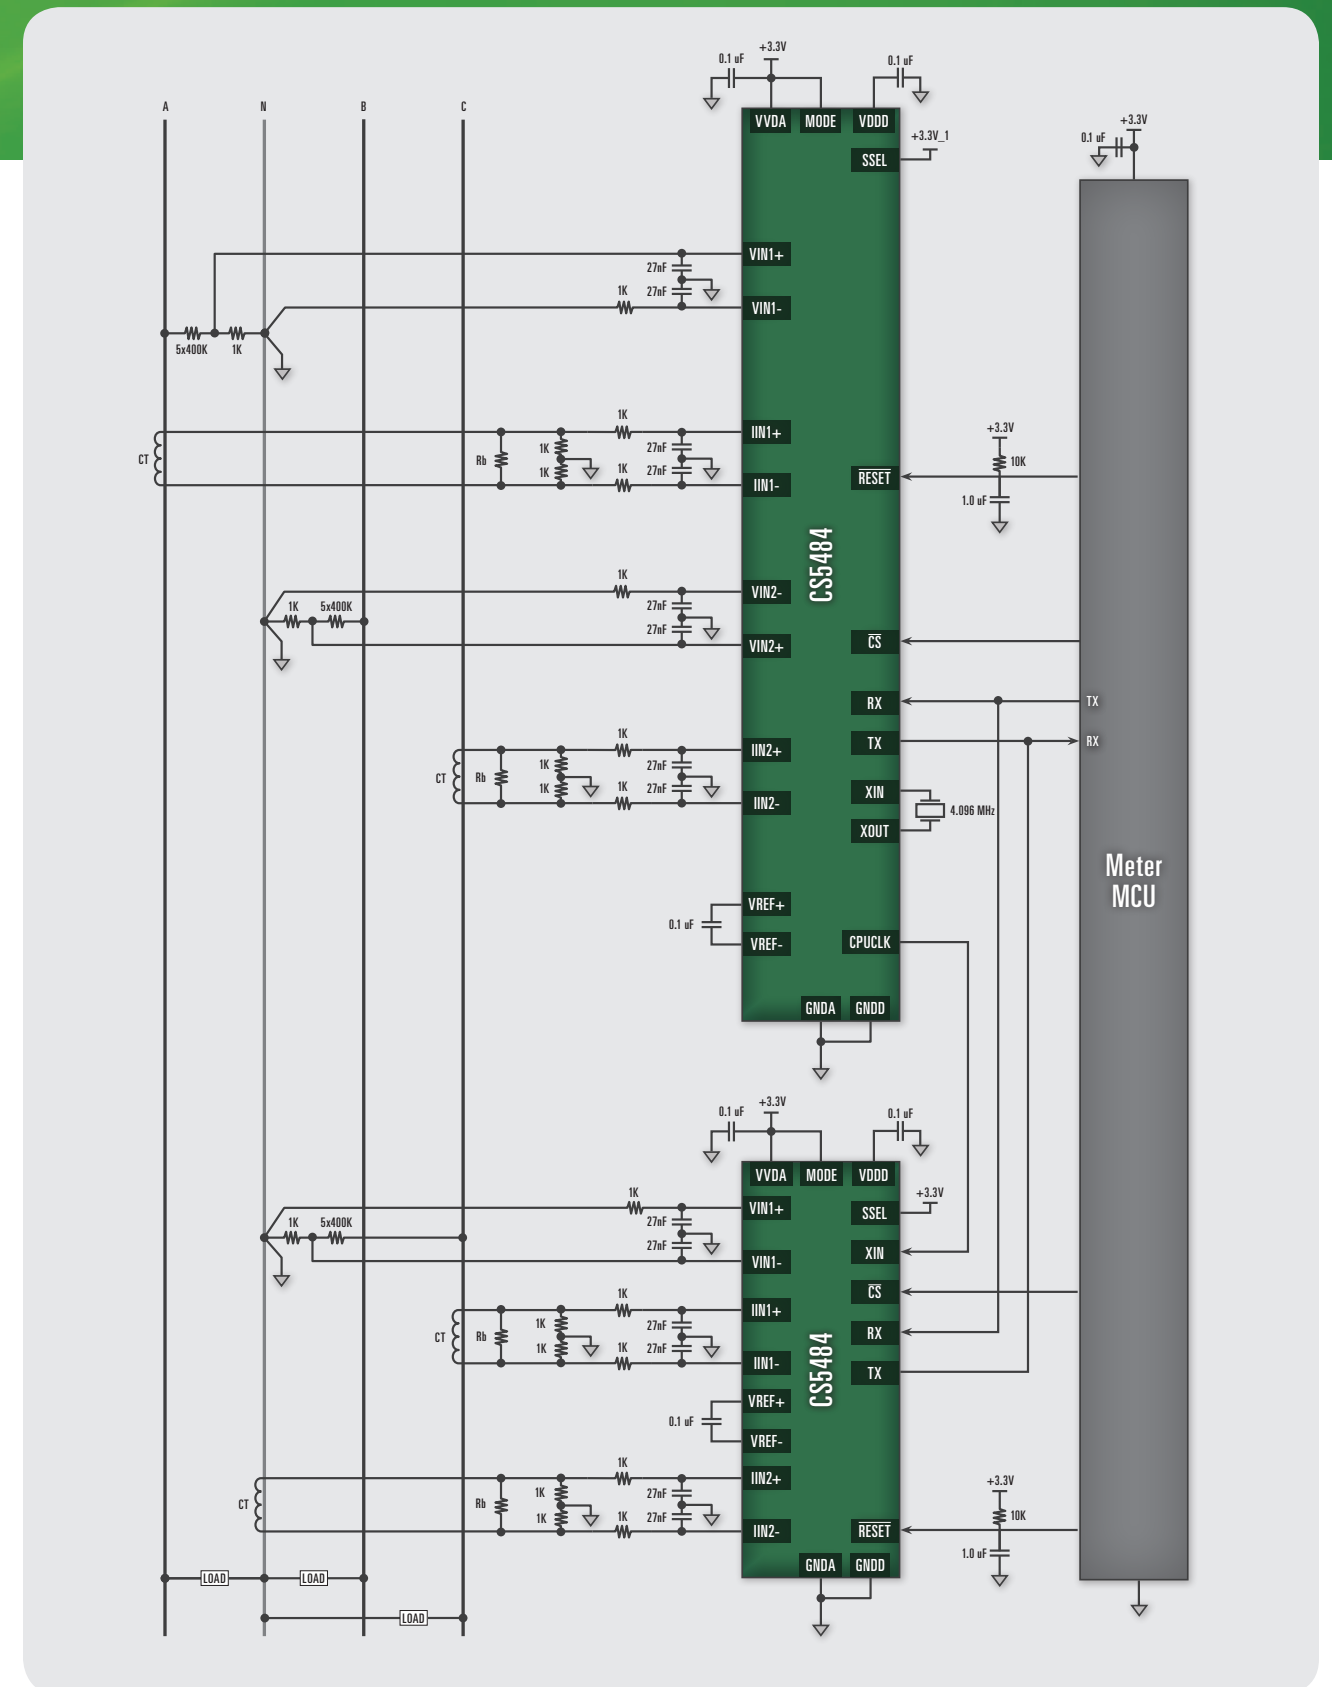 0.1 uF
+3.3V
0.1 uF
A
N
B
C
VVDA
MODE
VDDD
+3.3V_1
SSEL
0.1 uF
+3.3V
VIN1+
27nF
1K
27nF
VIN1-
5x400K
1K
1K
IIN1+
+3.3V
CT
Rb
1K
27nF
10K
1K
1K
27nF
RESET
IIN1-
1.0 uF
CS5484
1K
VIN2-
1K
5x400K
27nF
27nF
VIN2+
CS
RX
TX
TX
RX
1K
IIN2+
CT
Rb
1K
27nF
1K
1K
27nF
IIN2-
XIN
4.096 MHz
XOUT
Meter
MCU
VREF+
0.1 uF
VREF-
CPUCLK
GNDA
GNDD
0.1 uF
+3.3V
0.1 uF
VVDA
MODE
VDDD
1K
VIN1+
+3.3V
SSEL
1K
5x400K
27nF
27nF
VIN1-
XIN
CS
1K
IIN1+
CT
Rb
1K
27nF
1K
1K
27nF
IIN1-
RX
TX
CS5484
VREF+
0.1 uF
VREF-
1K
IIN2+
+3.3V
CT
Rb
1K
27nF
10K
1K
1K
27nF
IIN2-
RESET
1.0 uF
GNDA
GNDD
LOAD
LOAD
LOAD